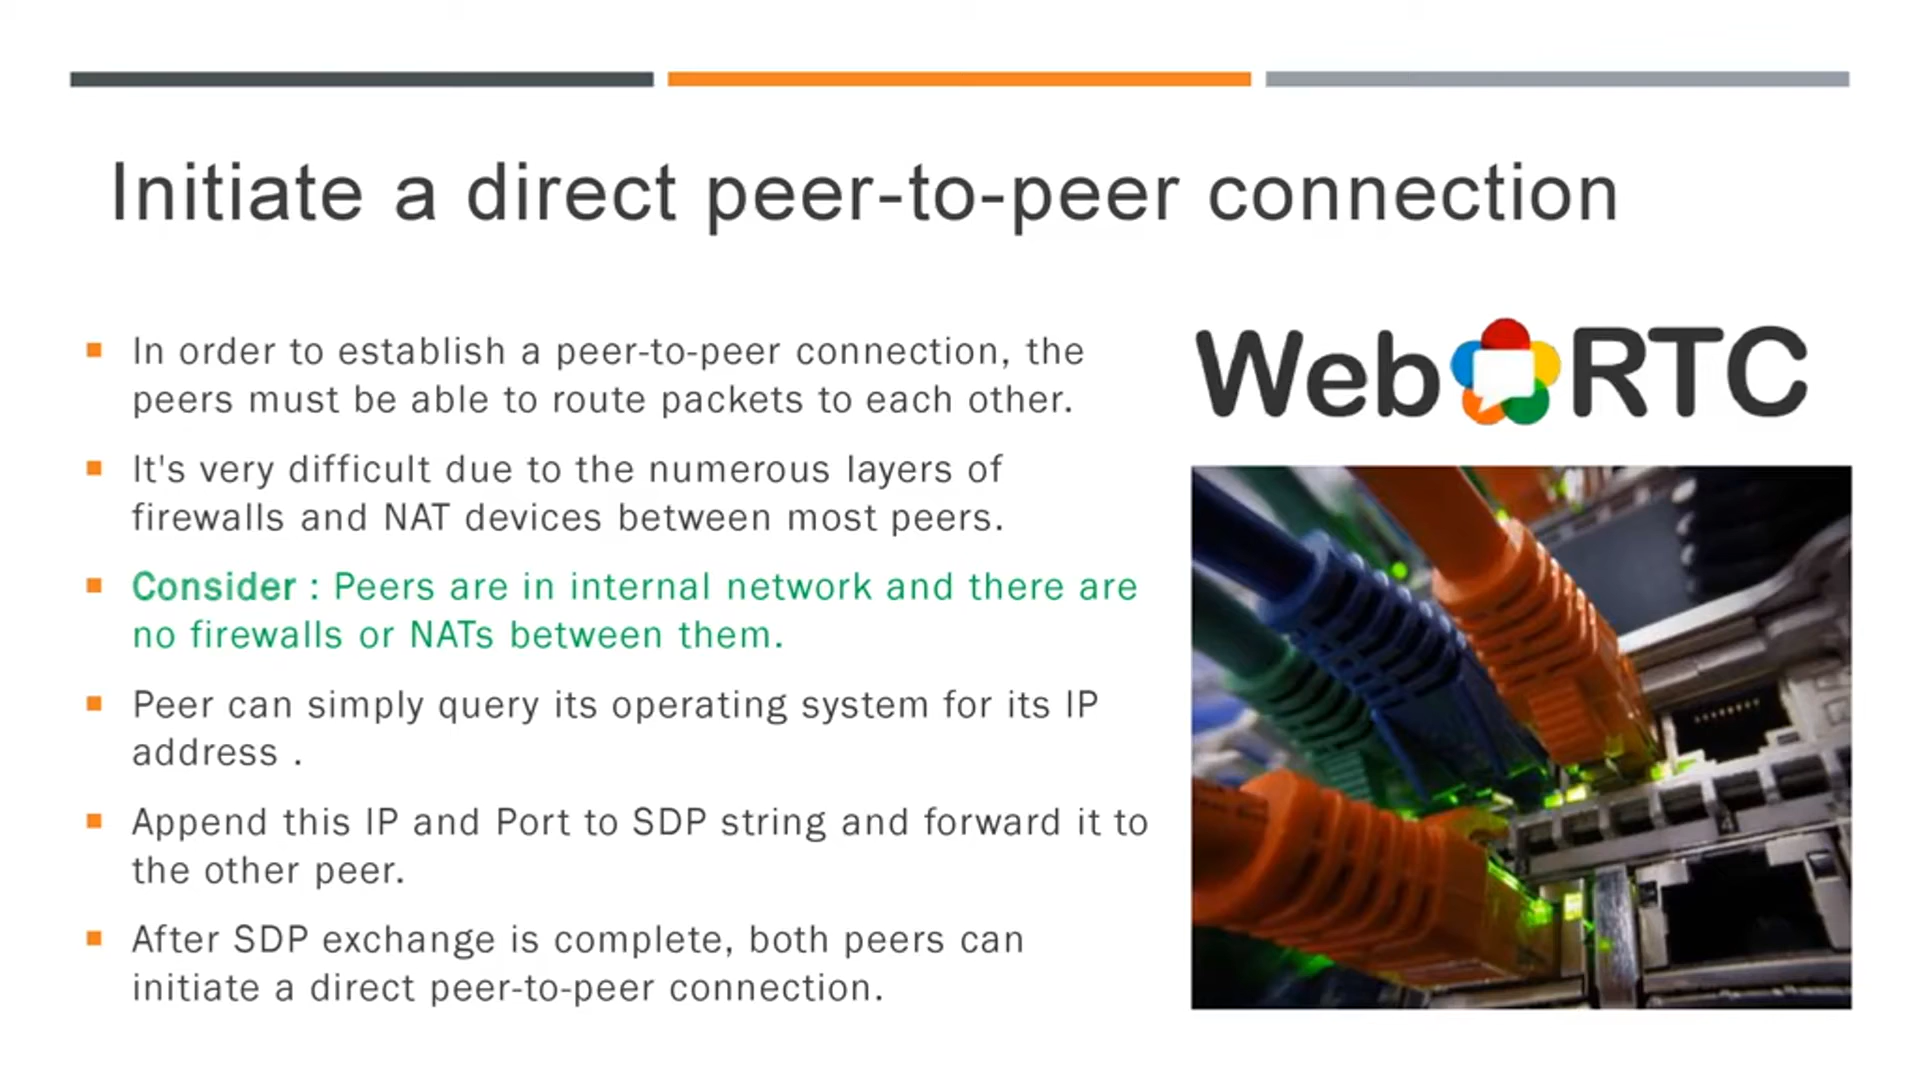 Initiate a direct peer-to-peer connection
In order to establish a peer-to-peer connection, the
peers must be able to route packets to each other.
It's very difficult due to the numerous layers of
firewalls and NAT devices between most peers.
Consider : Peers are in internal network and there are
no firewalls or NATs between them.
Peer can simply query its operating system for its IP
address .
Append this IP and Port to SDP string and forward it to
the other peer.
After SDP exchange is complete, both peers can
initiate a direct peer-to-peer connection.
Web RTC